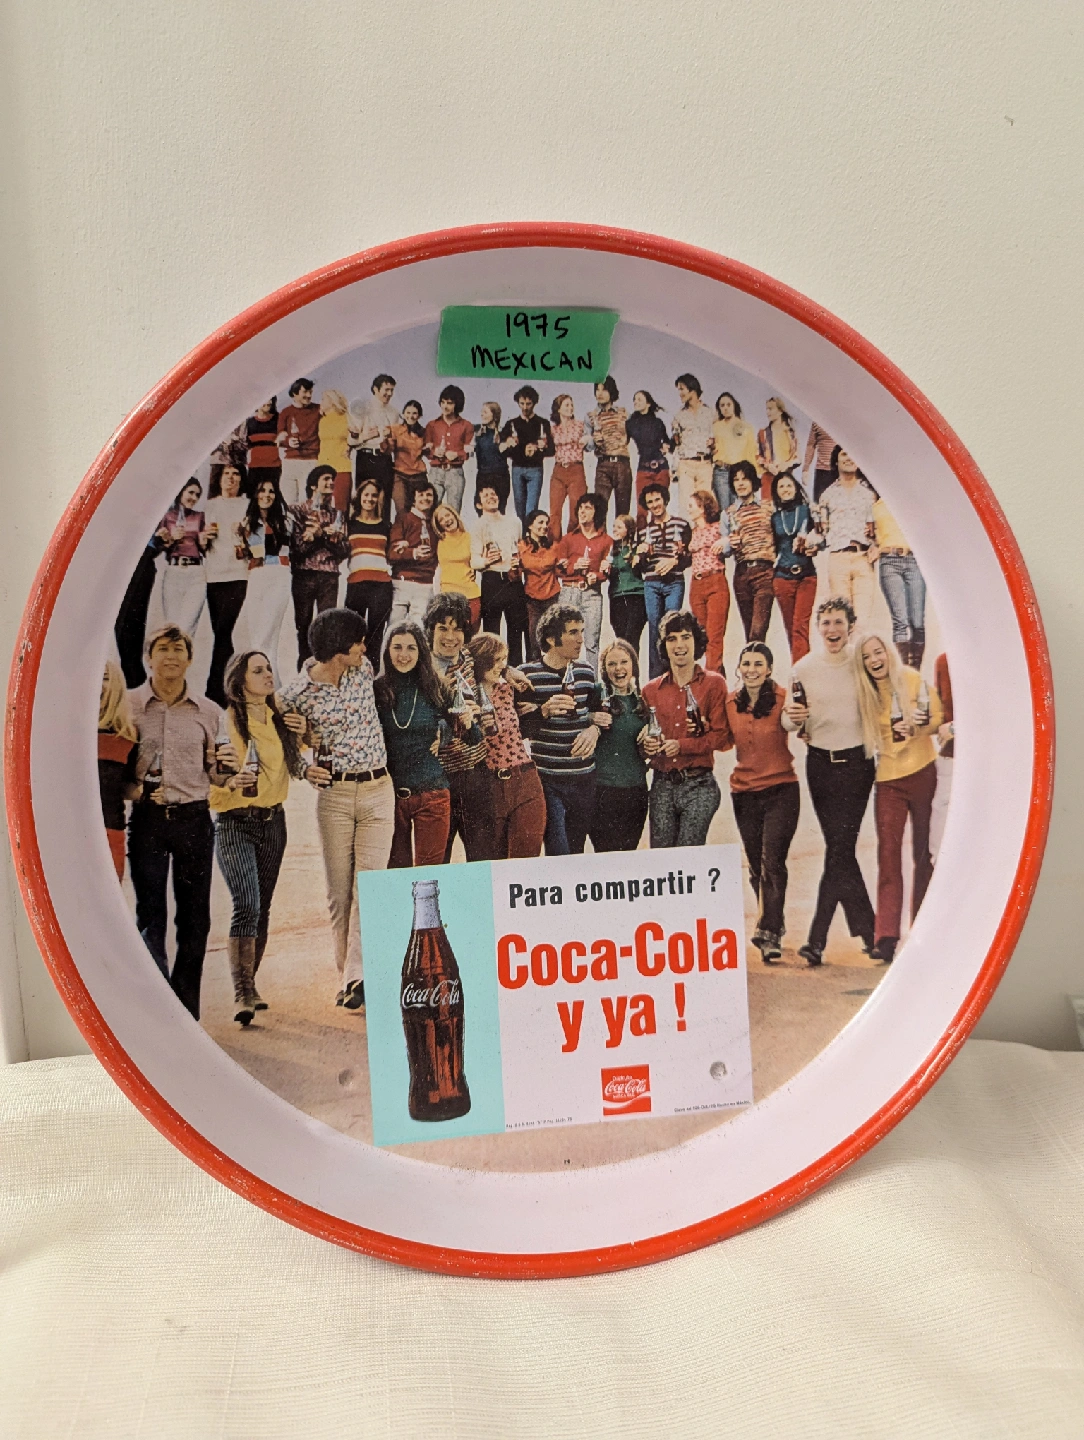 1975
MEXICAN
Para compartir ?
Coca-Cola
y ya !
Coca-Cola
Coca-Cola